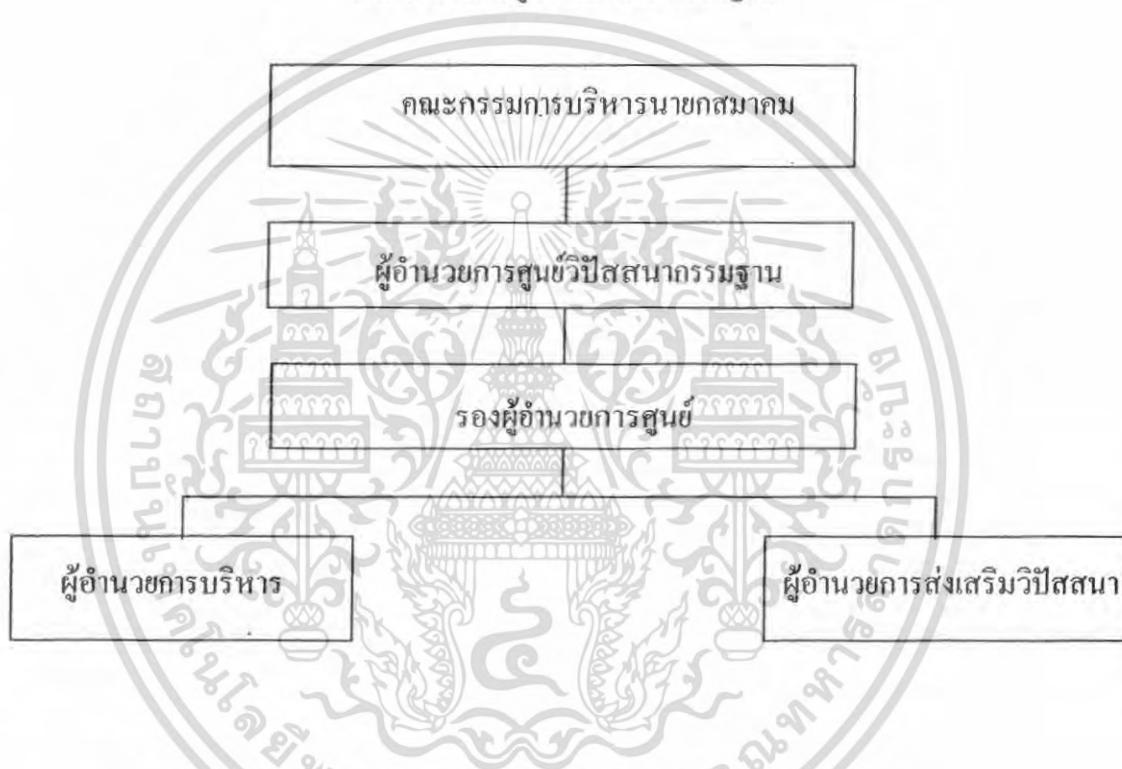 คณะกรรมการบริหารนายกสมาคม
ผู้อำนวยการศูนย์วิปัสสนากรรมฐาน
รองผู้อำนวยการศูนย์
ผู้อำนวยการบริหาร
ผู้อำนวยการส่งเสริมวิปัสสนา